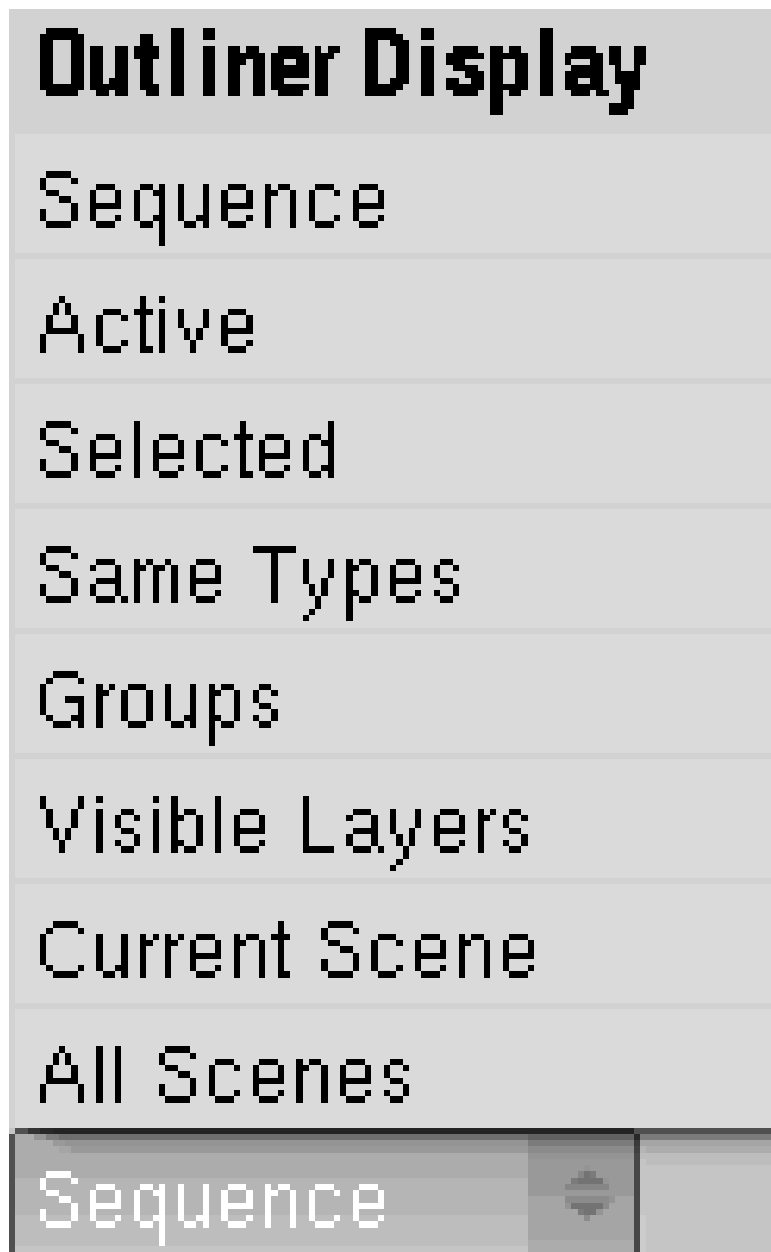 Outliner Display
Sequence
Active
Selected
Same Types
Groups
Visible Layers
Current Scene
All Scenes
Sequence